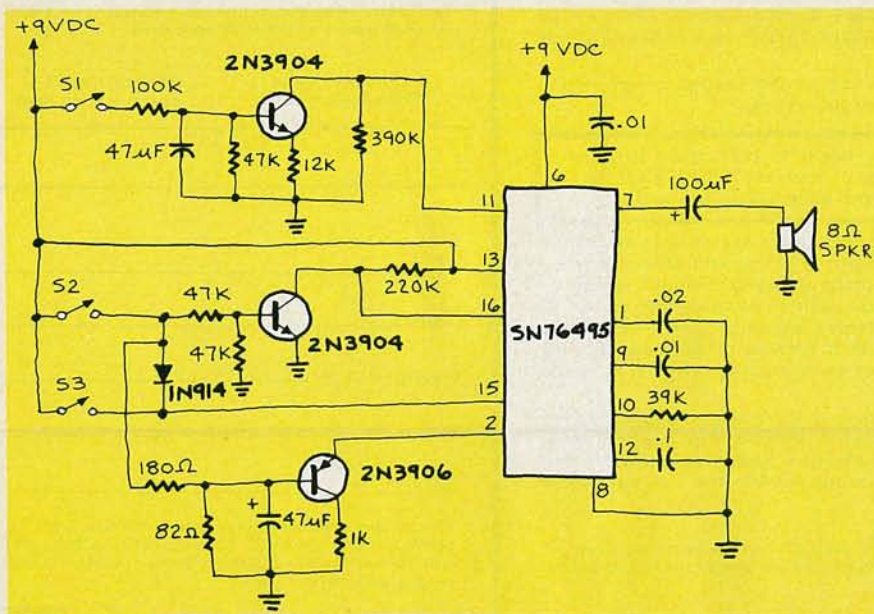 +9VDC
2N3904
+9 VDC
S1
100K
.01
47µF
47K
12K
390K
6
100µF
11
7
+
8Ω
SPKR
S2
47K
220K
13
16
.02
1
SN76495
47K
2N3904
.01
9
S3
1N914
15
39K
10
2
.1
12
180Ω
2N3906
8
82Ω
+
47µF
1K